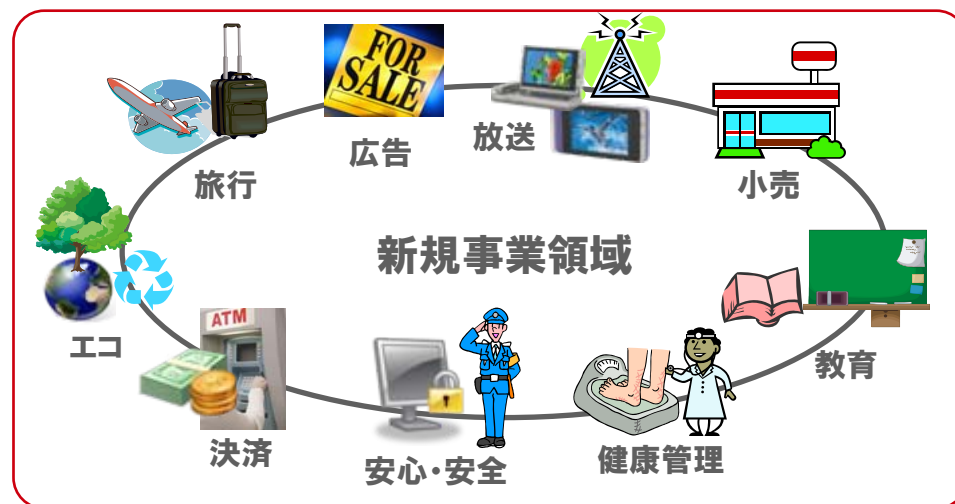 FOR
SALE
広告
放送
旅行
小売
新規事業領域
エコ
ATM
教育
決済
安心・安全
健康管理